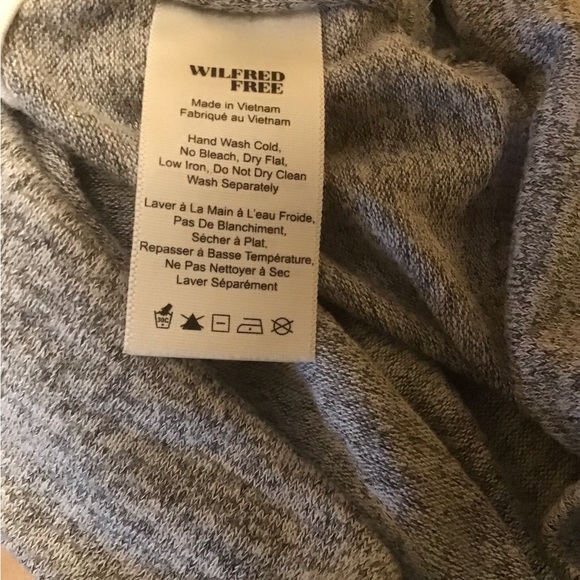 WILFRED
FREE
Made in Vietnam
Fabriqué au Vietnam
Hand Wash Cold,
No Bleach, Dry Flat,
Low Iron, Do Not Dry Clean
Wash Separately
Laver à La Main à L'eau Froide,
Pas De Blanchiment,
Sécher à Plat,
Repasser à Basse Température,
Ne Pas Nettoyer à Sec
Laver Séparément
30C